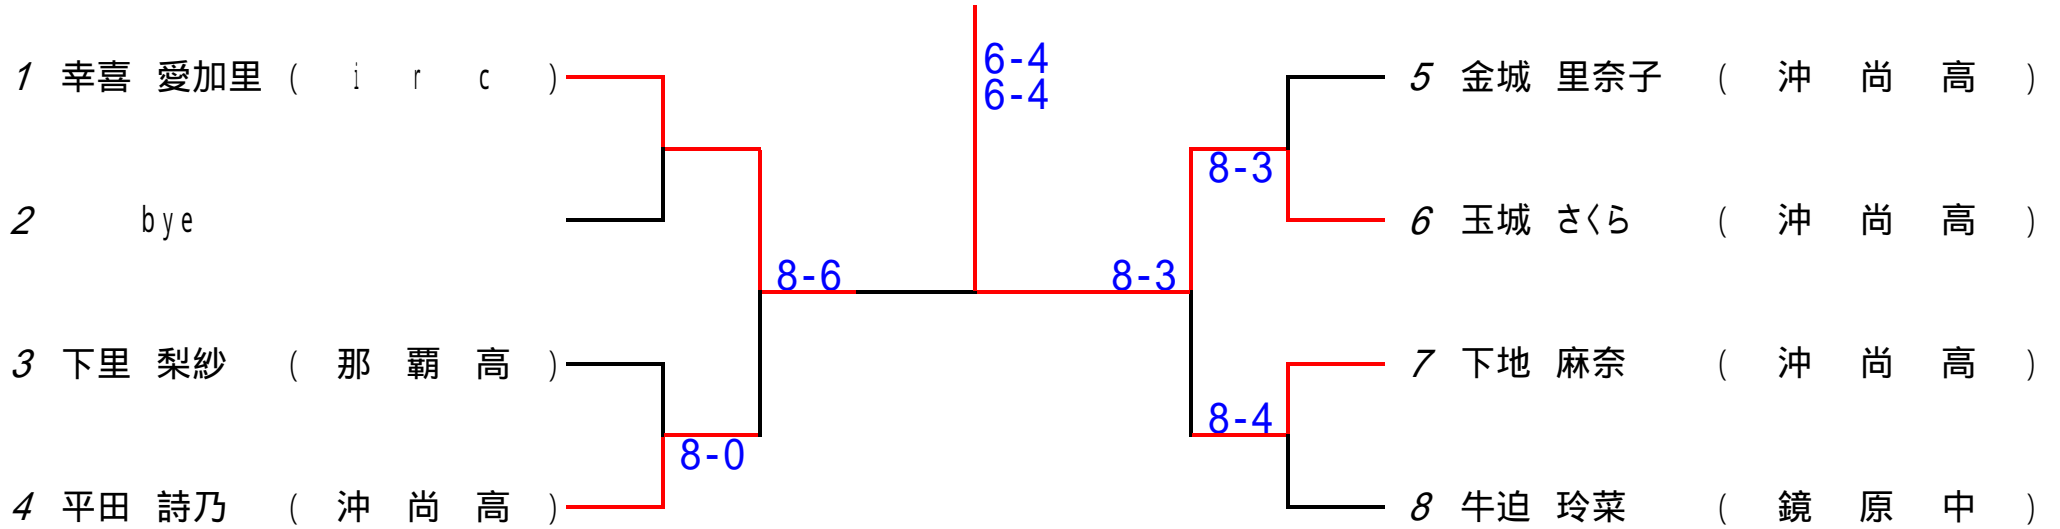 6-4
6-4
1 幸喜 愛加里 ( i r c )
2 bye
3 下里 梨紗 ( 那 覇 高 )
4 平田 詩乃 ( 沖 尚 高 )
8-6
8-0
5 金城 里奈子 ( 沖 尚 高 )
6 玉城 さくら ( 沖 尚 高 )
7 下地 麻奈 ( 沖 尚 高 )
8 牛迫 玲菜 ( 鏡 原 中 )
8-3
8-3
8-4